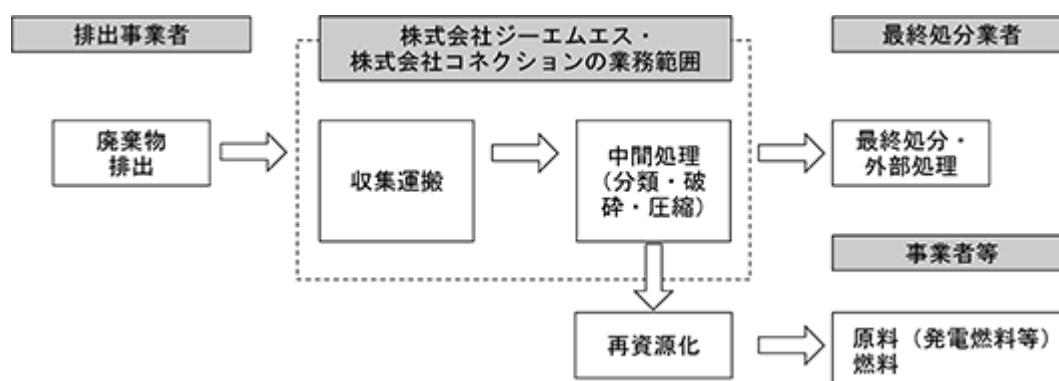 排出事業者
株式会社ジーエムエス・
株式会社コネクションの業務範囲
最終処分業者
廃棄物
排出
収集運搬
中間処理
(分類・破
砕・圧縮)
最終処分・
外部処理
事業者等
再資源化
原料(発電燃料等)
燃料